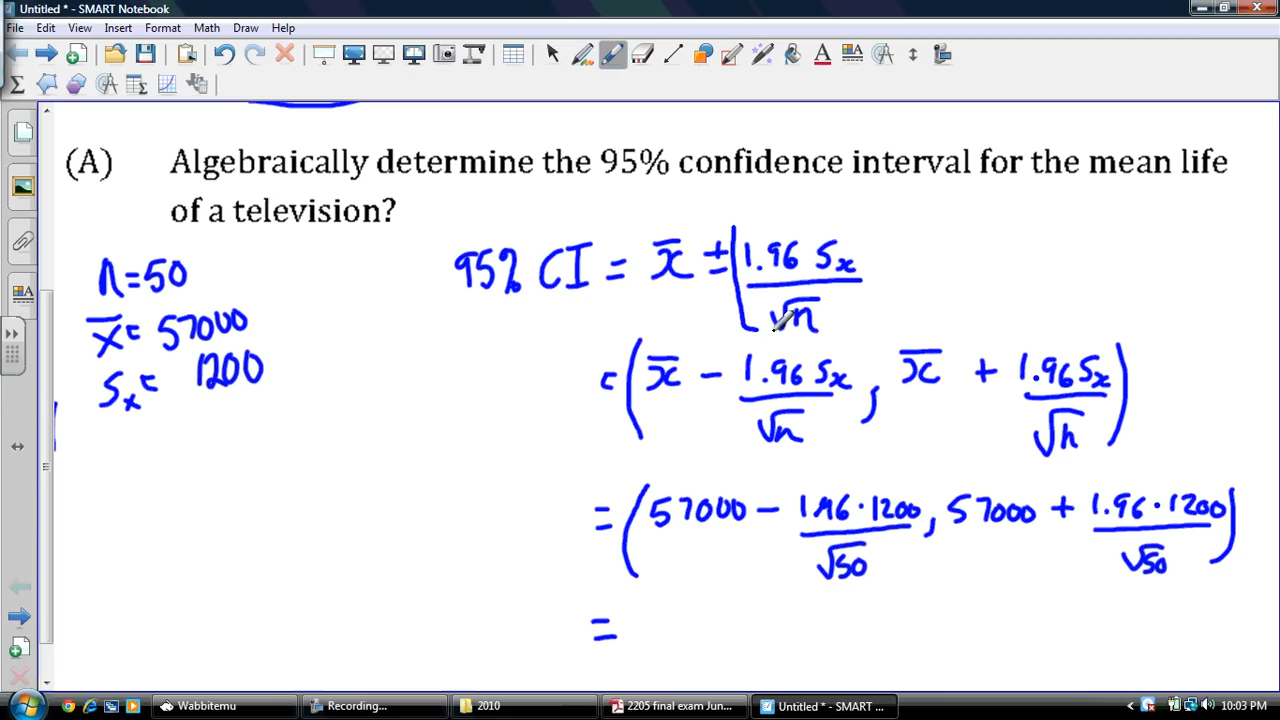 Untitled * - SMART Notebook
File Edit View Insert Format Math Draw Help
(A) Algebraically determine the 95% confidence interval for the mean life
of a television?
n=50
x̄= 57000
Sx= 1200
95% CI = x̄ ± 1.96 Sx / √n
= (x̄ - 1.96 Sx / √n, x̄ + 1.96 Sx / √n)
= (57000 - 1.96 · 1200 / √50, 57000 + 1.96 · 1200 / √50)
=
Wabbitemu Recording... 2010 2205 final exam Jun... Untitled * - SMART ... 10:03 PM